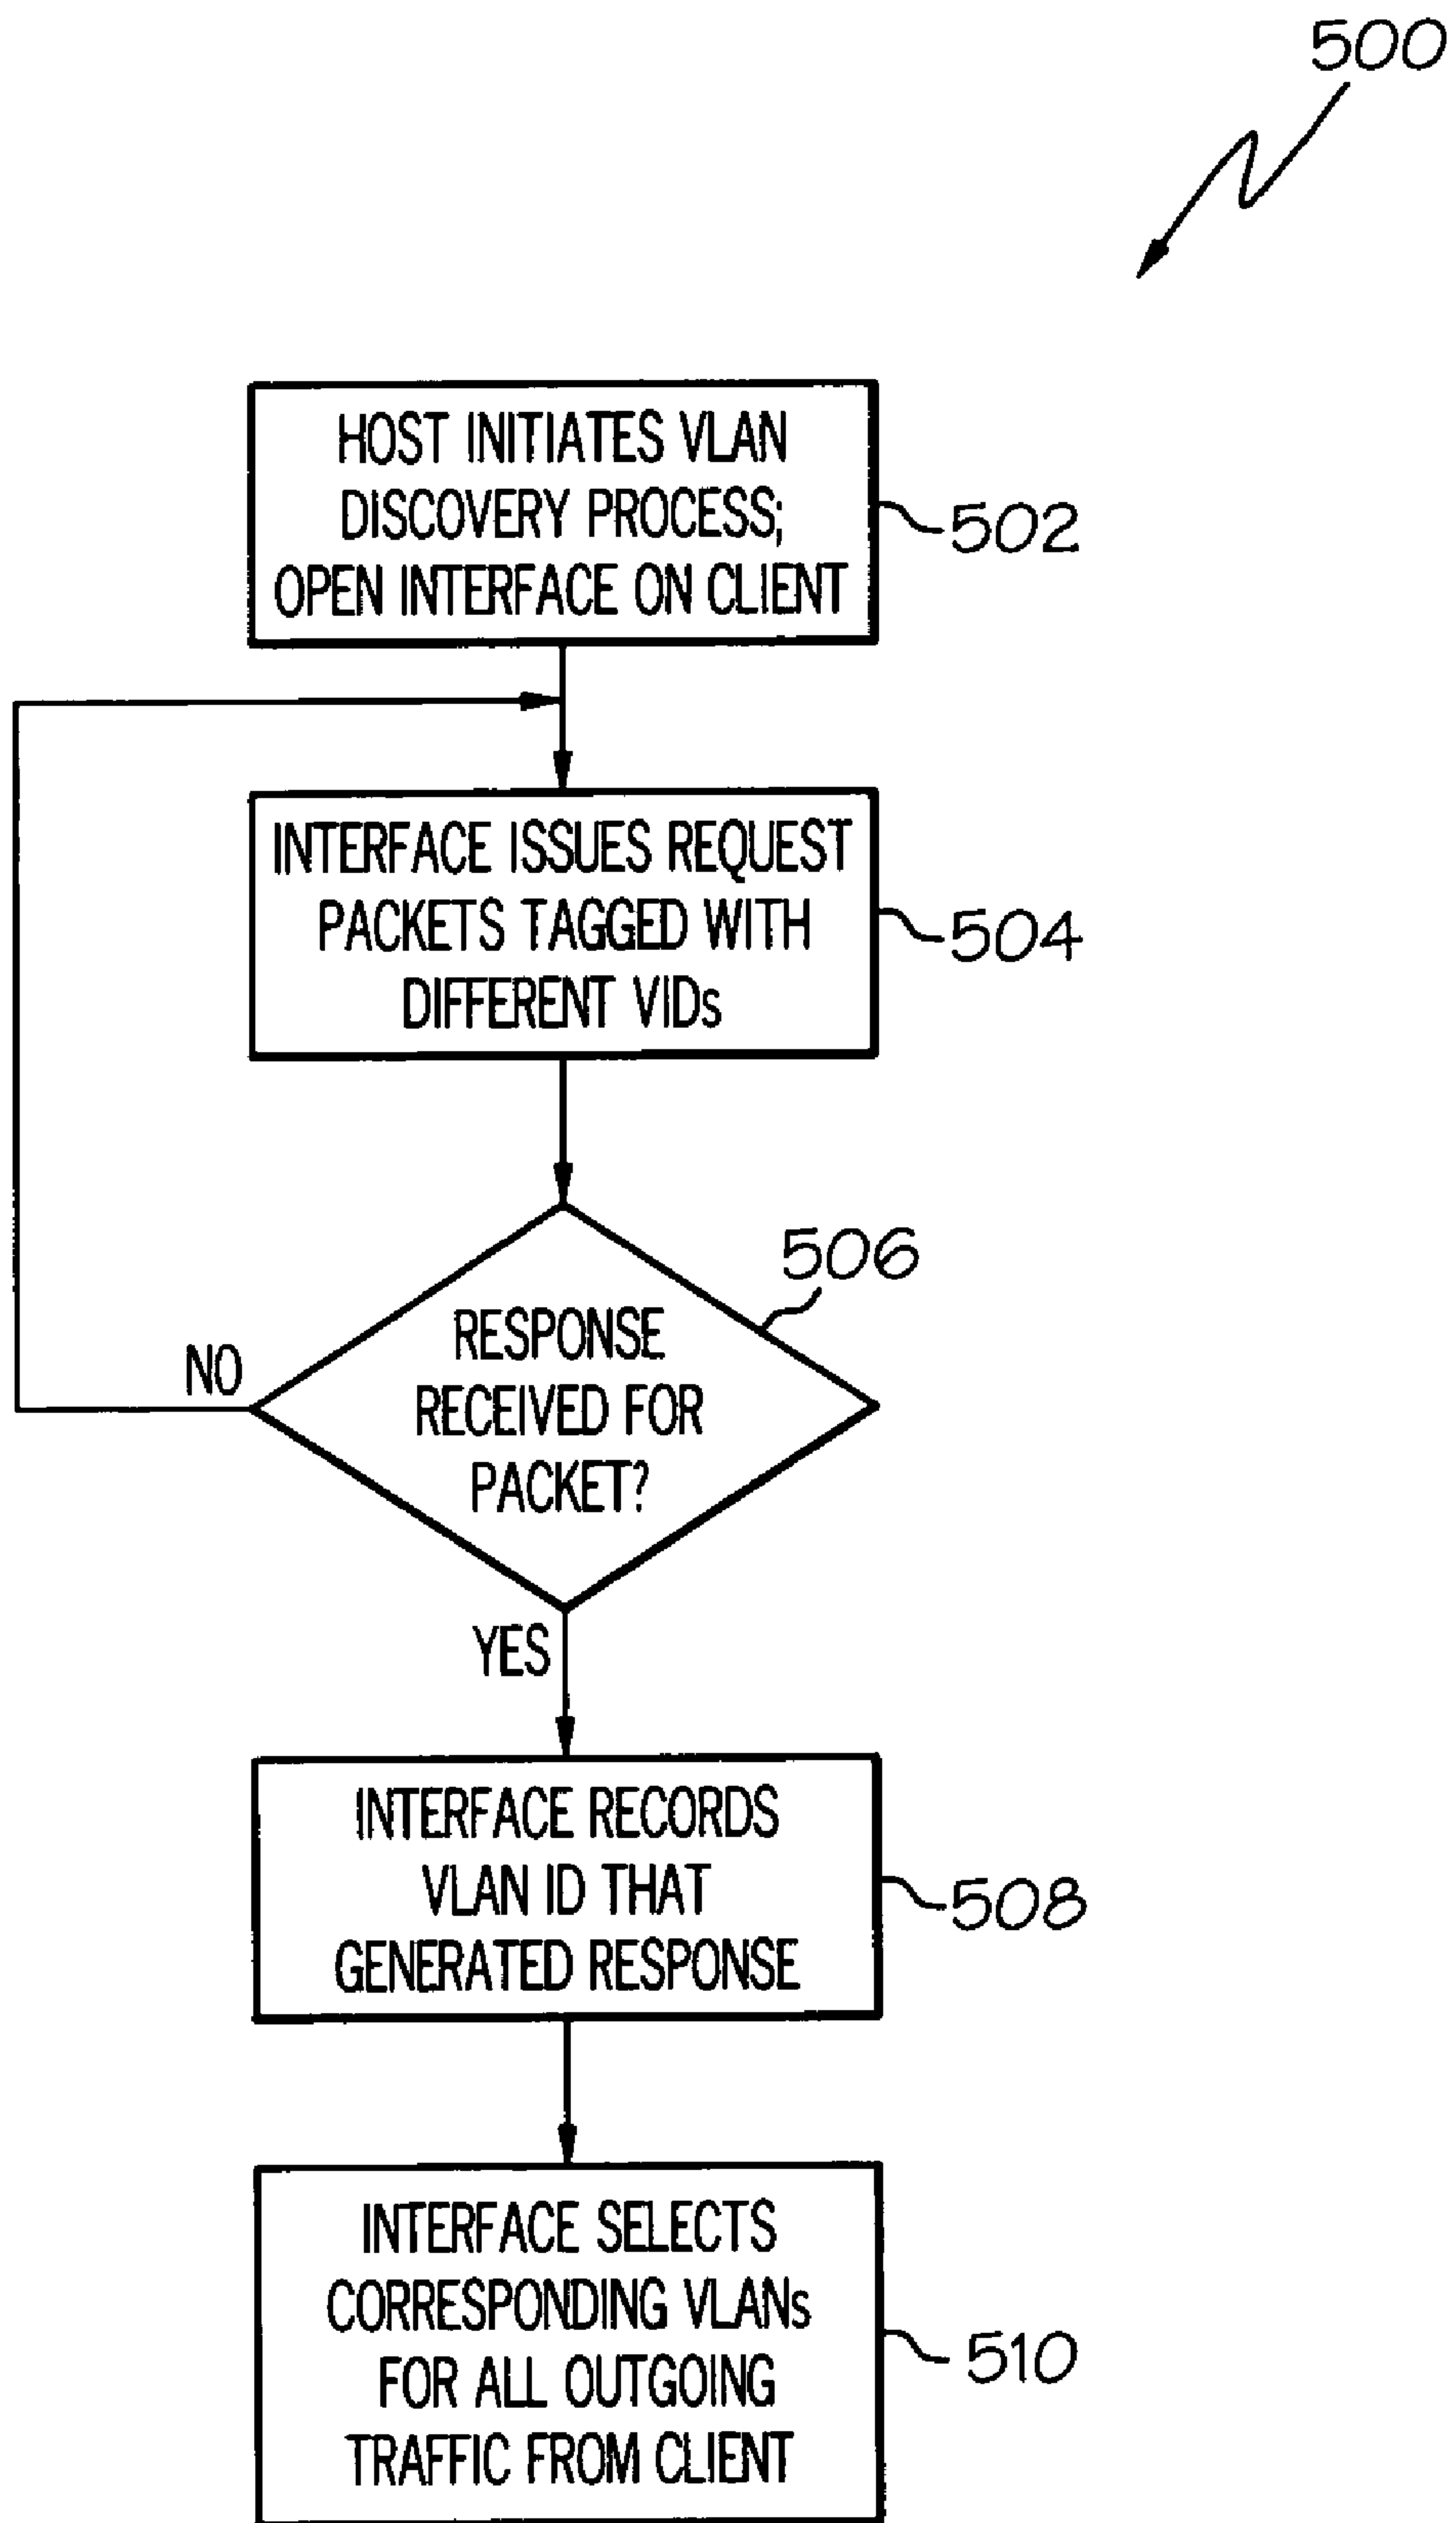 500
HOST INITIATES VLAN
DISCOVERY PROCESS;
OPEN INTERFACE ON CLIENT
502
INTERFACE ISSUES REQUEST
PACKETS TAGGED WITH
DIFFERENT VIDs
504
506
RESPONSE
RECEIVED FOR
PACKET?
NO
YES
INTERFACE RECORDS
VLAN ID THAT
GENERATED RESPONSE
508
INTERFACE SELECTS
CORRESPONDING VLANs
FOR ALL OUTGOING
TRAFFIC FROM CLIENT
510